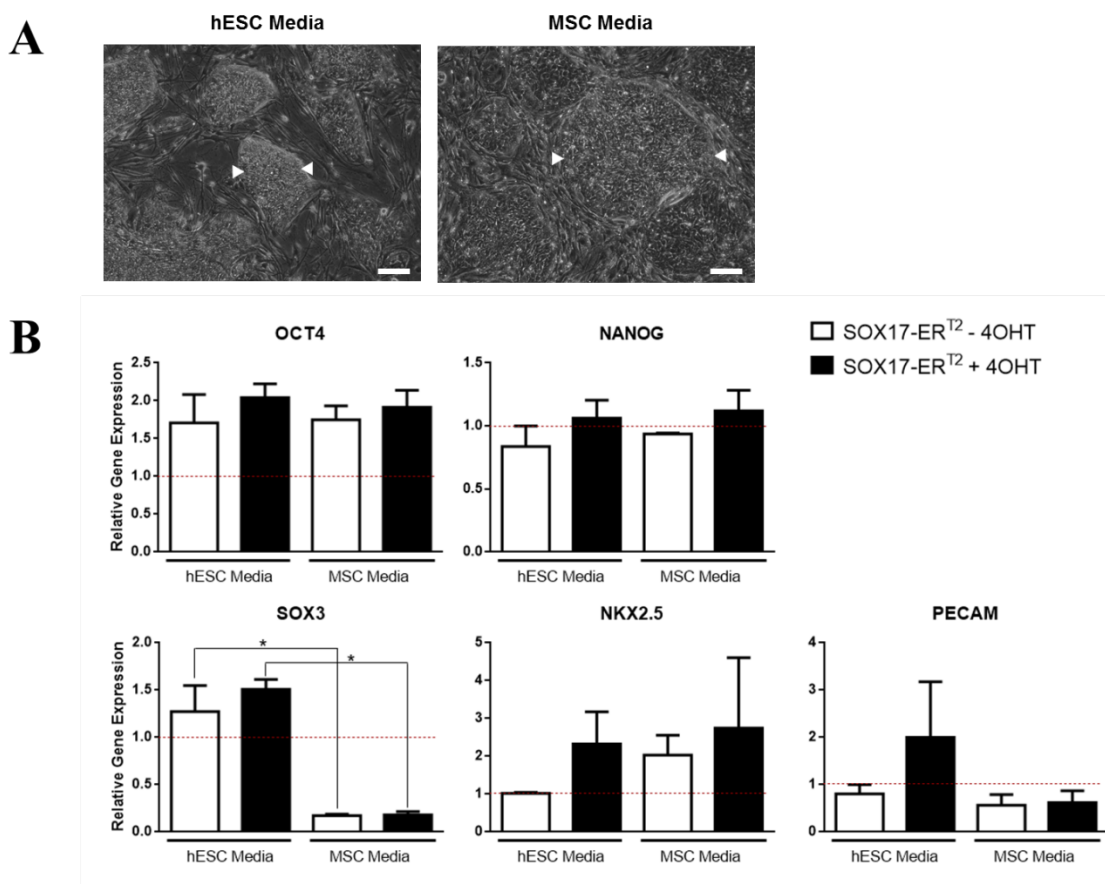 A
hESC Media
MSC Media
B
OCT4
NANOG
SOX17-ERT2 - 4OHT
SOX17-ERT2 + 4OHT
Relative Gene Expression
2.5
2.0
1.5
1.0
0.5
0.0
hESC Media
MSC Media
1.5
1.0
0.5
0.0
hESC Media
MSC Media
SOX3
NKX2.5
PECAM
Relative Gene Expression
2.0
1.5
1.0
0.5
0.0
*
*
hESC Media
MSC Media
5
4
3
2
1
0
hESC Media
MSC Media
4
3
2
1
0
hESC Media
MSC Media